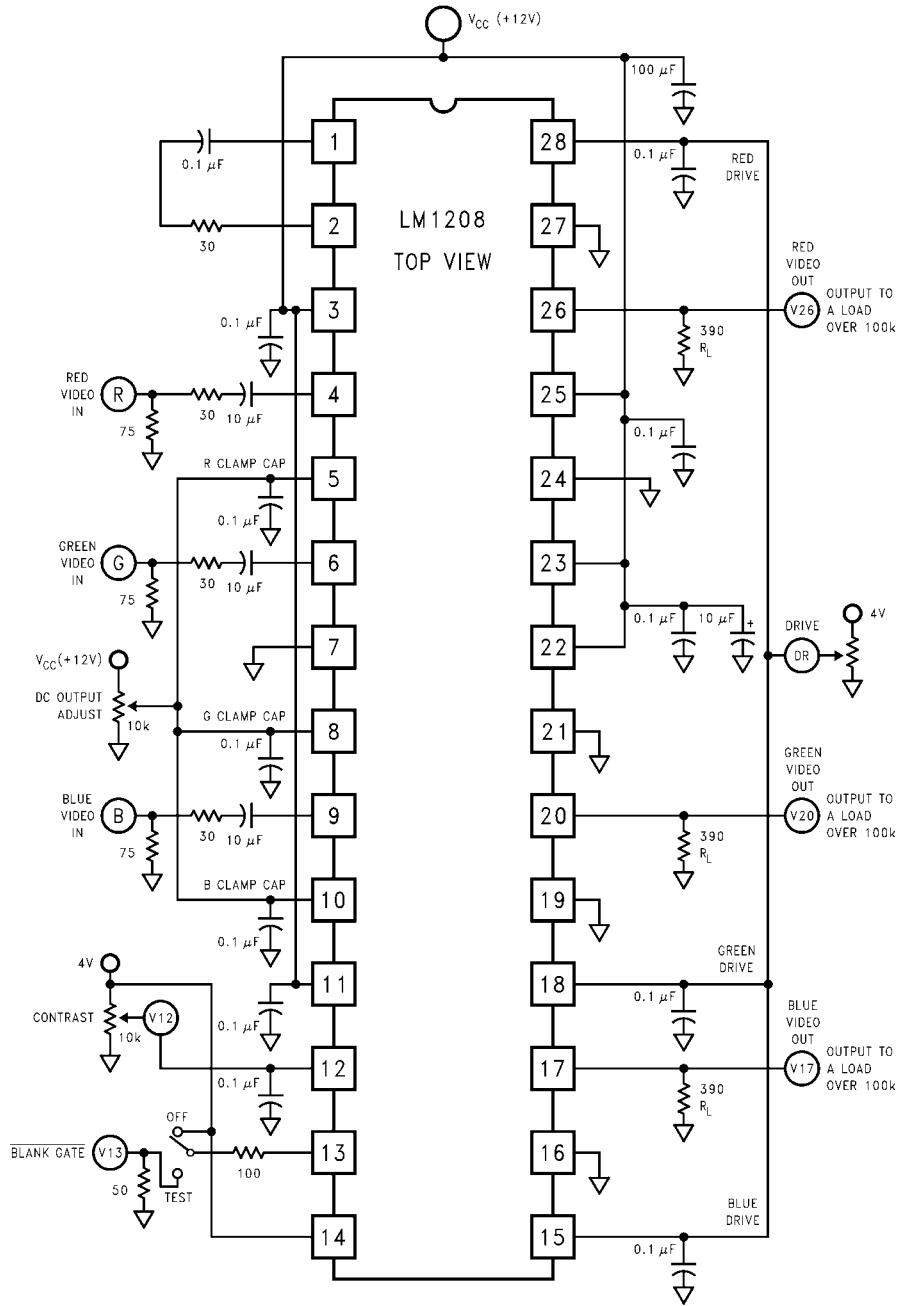 V_CC (+12V)
100 µF
1
28
0.1 µF
0.1 µF
RED
DRIVE
LM1208
TOP VIEW
2
27
30
RED
VIDEO
OUT
3
26
V26
OUTPUT TO
A LOAD
OVER 100k
0.1 µF
390
R_L
RED
VIDEO
IN
R
4
25
30
10 µF
75
0.1 µF
R CLAMP CAP
5
24
0.1 µF
GREEN
VIDEO
IN
G
6
23
30
10 µF
75
0.1 µF
10 µF
+
DRIVE
4V
7
22
DR
V_CC (+12V)
DC OUTPUT
ADJUST
10k
G CLAMP CAP
8
21
0.1 µF
GREEN
VIDEO
OUT
BLUE
VIDEO
IN
B
9
20
V20
OUTPUT TO
A LOAD
OVER 100k
30
10 µF
75
390
R_L
B CLAMP CAP
10
19
0.1 µF
4V
GREEN
DRIVE
11
18
0.1 µF
0.1 µF
CONTRAST
10k
V12
BLUE
VIDEO
OUT
12
17
V17
OUTPUT TO
A LOAD
OVER 100k
0.1 µF
390
R_L
OFF
BLANK GATE
V13
13
16
100
50
TEST
BLUE
DRIVE
14
15
0.1 µF